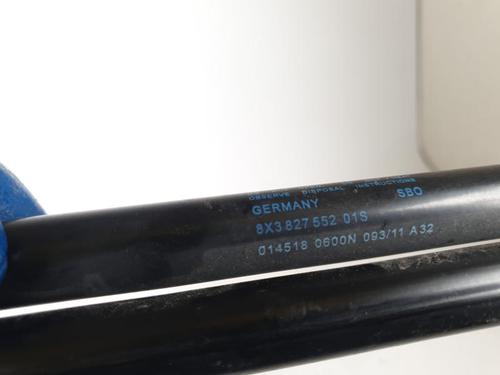 OBSERVE DISPOSAL INSTRUCTIONS
GERMANY SBO
8X3 827 552 01S
014518 0600N 093/11 A32